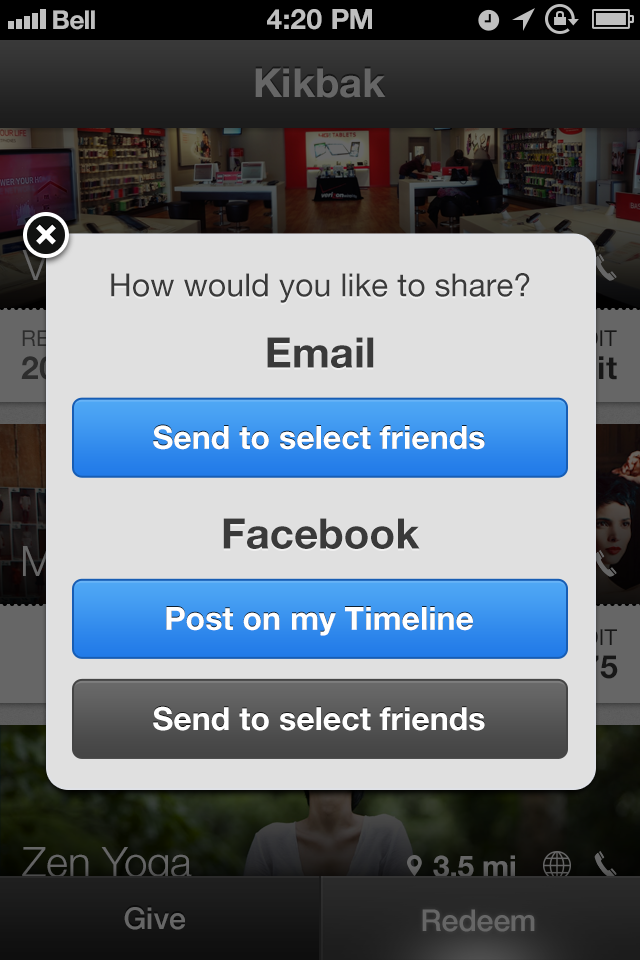 Bell 4:20 PM
Kikbak
verizon
How would you like to share?
Email
Send to select friends
Facebook
Post on my Timeline
Send to select friends
Zen Yoga 3.5 mi
Give Redeem